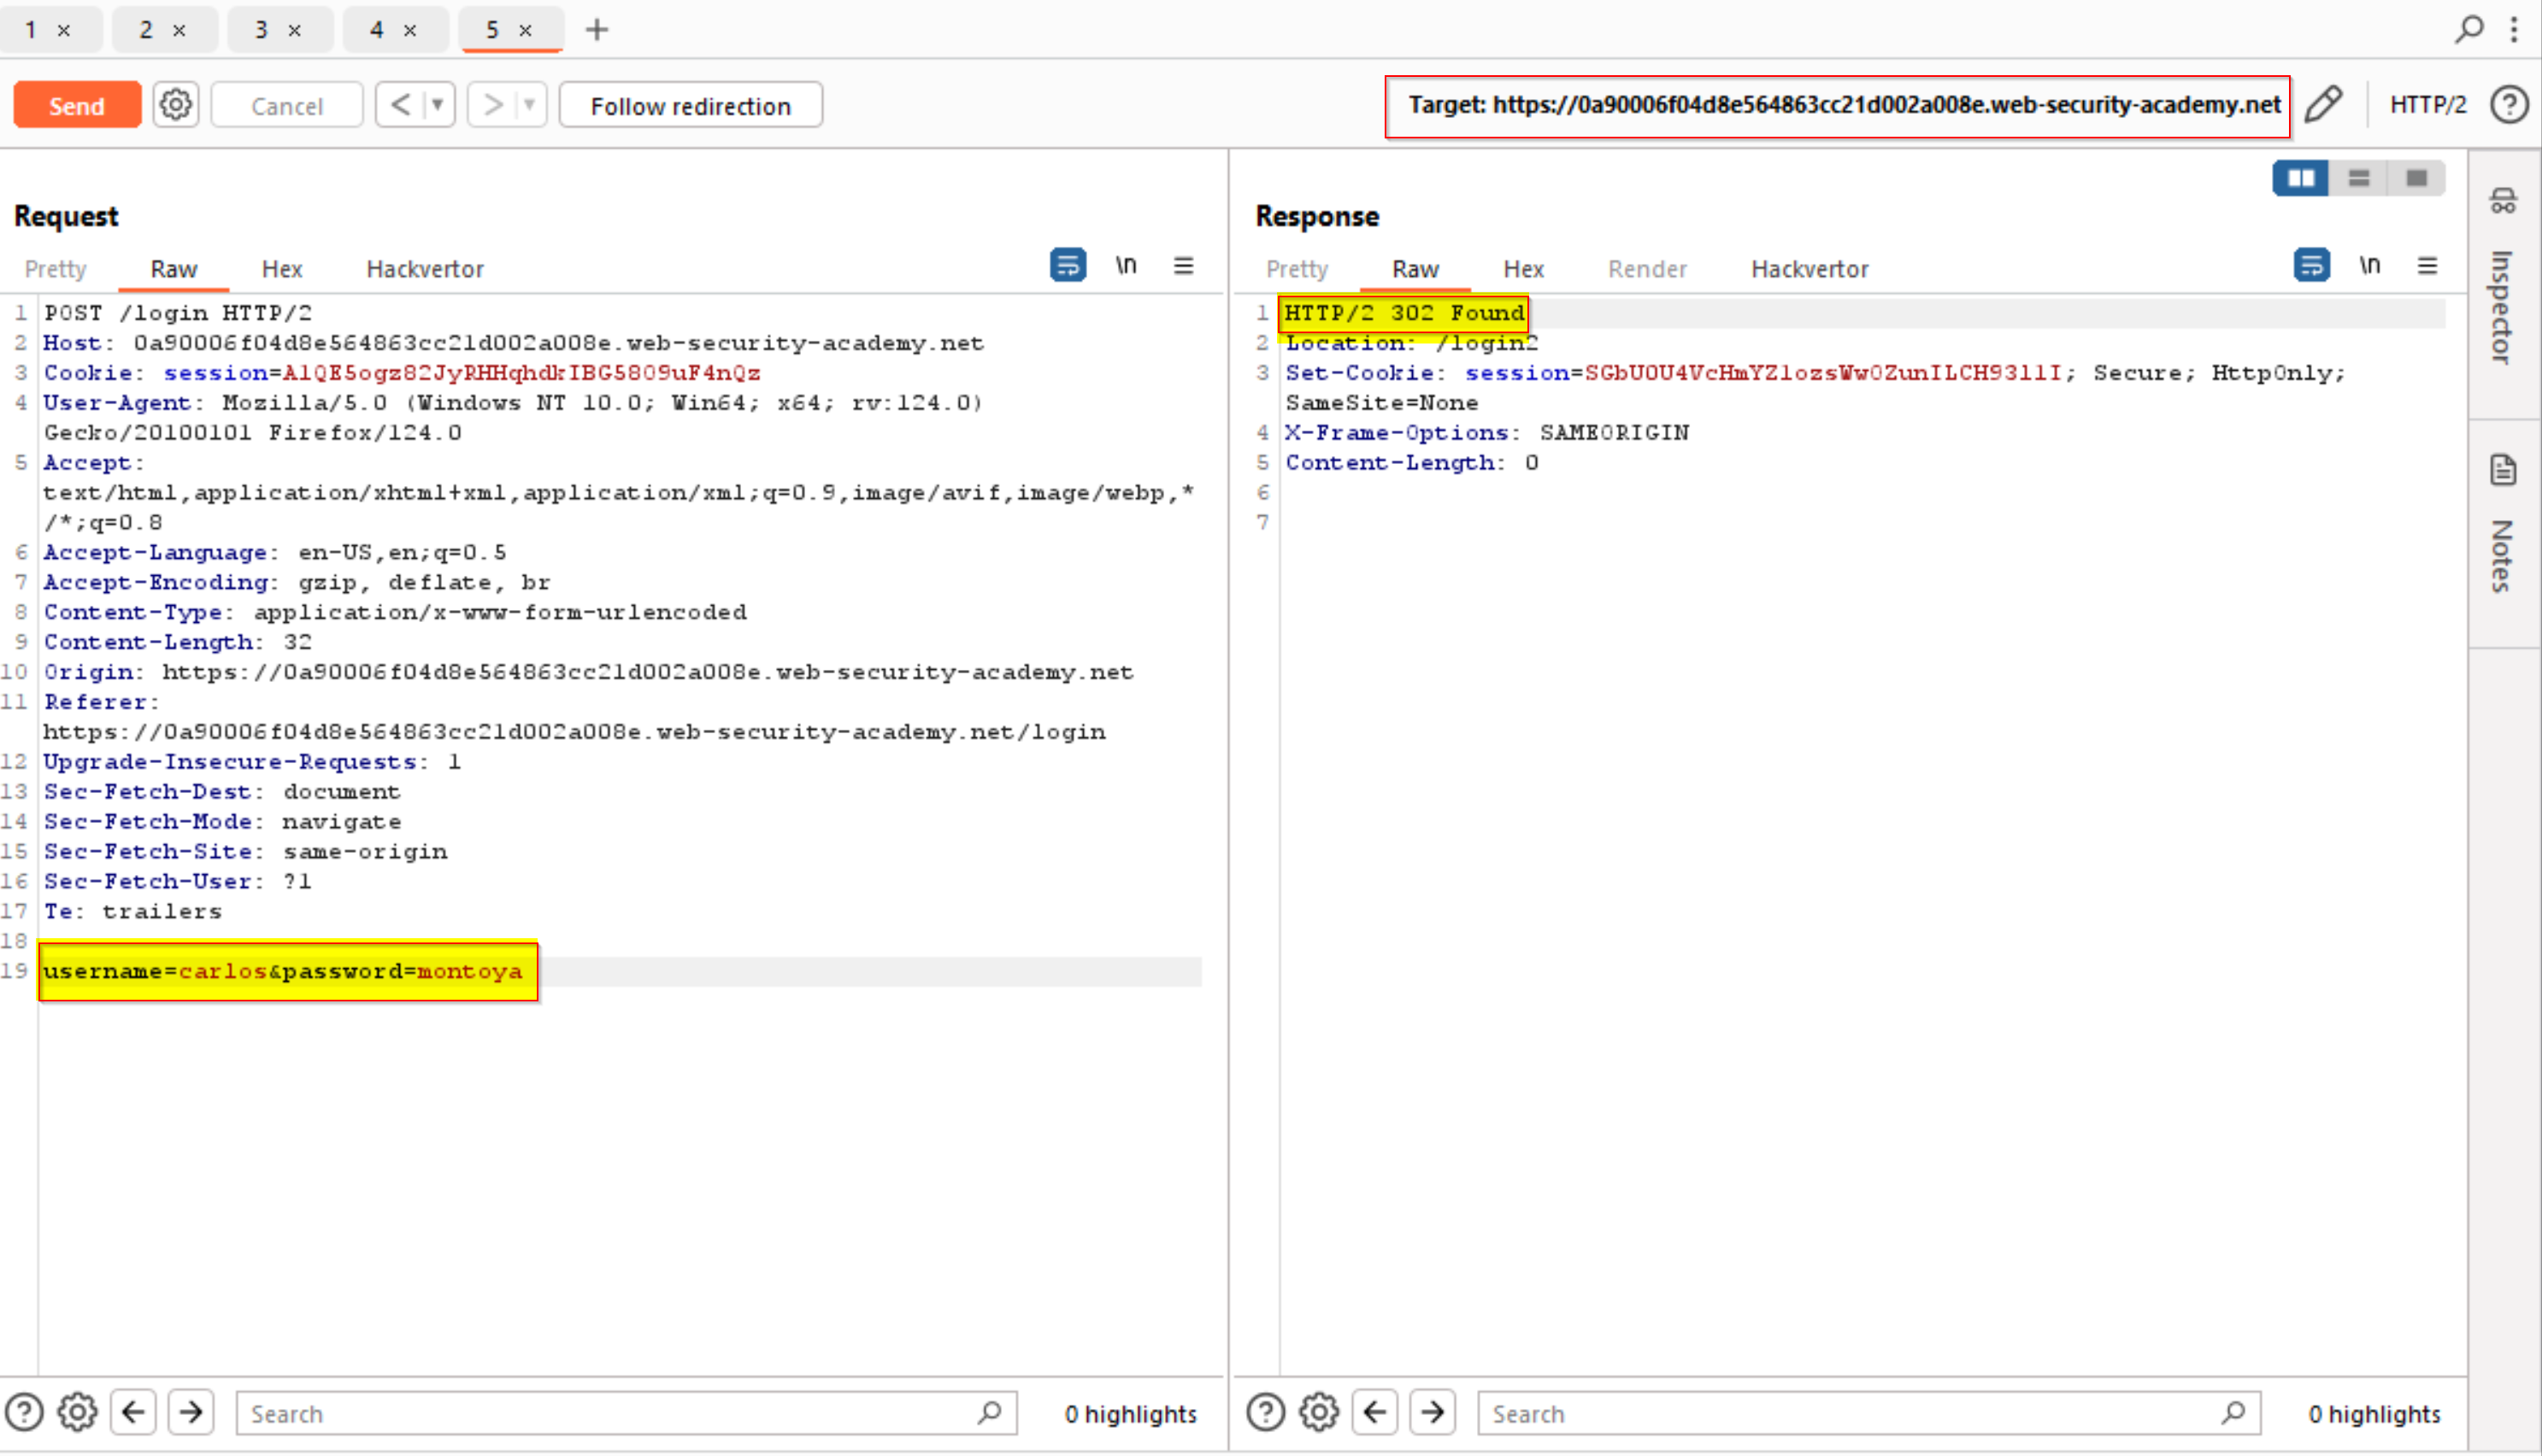 1 × 2 × 3 × 4 × 5 × +
Send Cancel < > Follow redirection Target: https://0a90006f04d8e564863cc21d002a008e.web-security-academy.net HTTP/2
Request
Pretty Raw Hex Hackvertor \n
1 POST /login HTTP/2
2 Host: 0a90006f04d8e564863cc21d002a008e.web-security-academy.net
3 Cookie: session=A1QE5ogz82JyRHHqhdkIBG5809uF4nQz
4 User-Agent: Mozilla/5.0 (Windows NT 10.0; Win64; x64; rv:124.0)
Gecko/20100101 Firefox/124.0
5 Accept:
text/html,application/xhtml+xml,application/xml;q=0.9,image/avif,image/webp,*
/*;q=0.8
6 Accept-Language: en-US,en;q=0.5
7 Accept-Encoding: gzip, deflate, br
8 Content-Type: application/x-www-form-urlencoded
9 Content-Length: 32
10 Origin: https://0a90006f04d8e564863cc21d002a008e.web-security-academy.net
11 Referer:
https://0a90006f04d8e564863cc21d002a008e.web-security-academy.net/login
12 Upgrade-Insecure-Requests: 1
13 Sec-Fetch-Dest: document
14 Sec-Fetch-Mode: navigate
15 Sec-Fetch-Site: same-origin
16 Sec-Fetch-User: ?1
17 Te: trailers
18
19 username=carlos&password=montoya
Search 0 highlights
Response
Pretty Raw Hex Render Hackvertor \n
1 HTTP/2 302 Found
2 Location: /login2
3 Set-Cookie: session=SGbU0U4VcHmYZ1ozsWw0ZunILCH9311I; Secure; HttpOnly;
SameSite=None
4 X-Frame-Options: SAMEORIGIN
5 Content-Length: 0
6
7
Search 0 highlights
Inspector
Notes